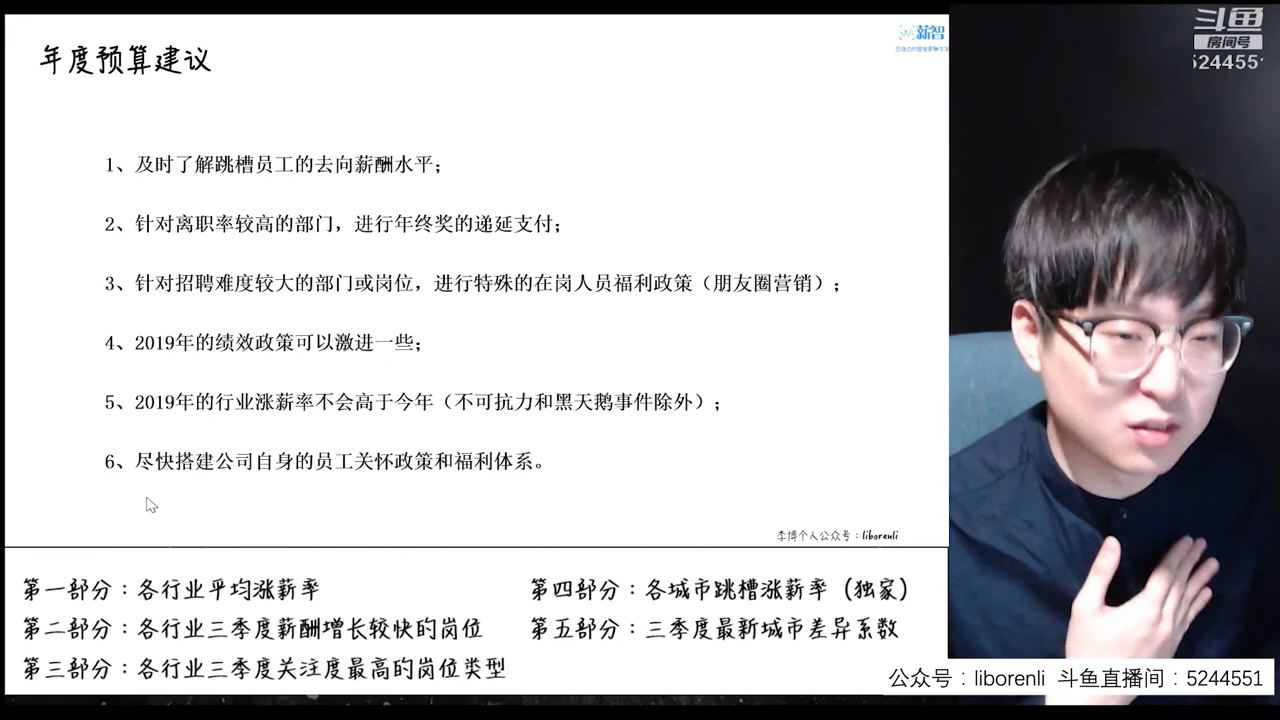 年度预算建议
薪智
斗鱼
房间号
524455
1、及时了解跳槽员工的去向薪酬水平；
2、针对离职率较高的部门，进行年终奖的递延支付；
3、针对招聘难度较大的部门或岗位，进行特殊的在岗人员福利政策（朋友圈营销）；
4、2019年的绩效政策可以激进一些；
5、2019年的行业涨薪率不会高于今年（不可抗力和黑天鹅事件除外）；
6、尽快搭建公司自身的员工关怀政策和福利体系。
李博个人公众号：liborenli
第一部分：各行业平均涨薪率
第二部分：各行业三季度薪酬增长较快的岗位
第三部分：各行业三季度关注度最高的岗位类型
第四部分：各城市跳槽涨薪率（独家）
第五部分：三季度最新城市差异系数
公众号：liborenli 斗鱼直播间：5244551